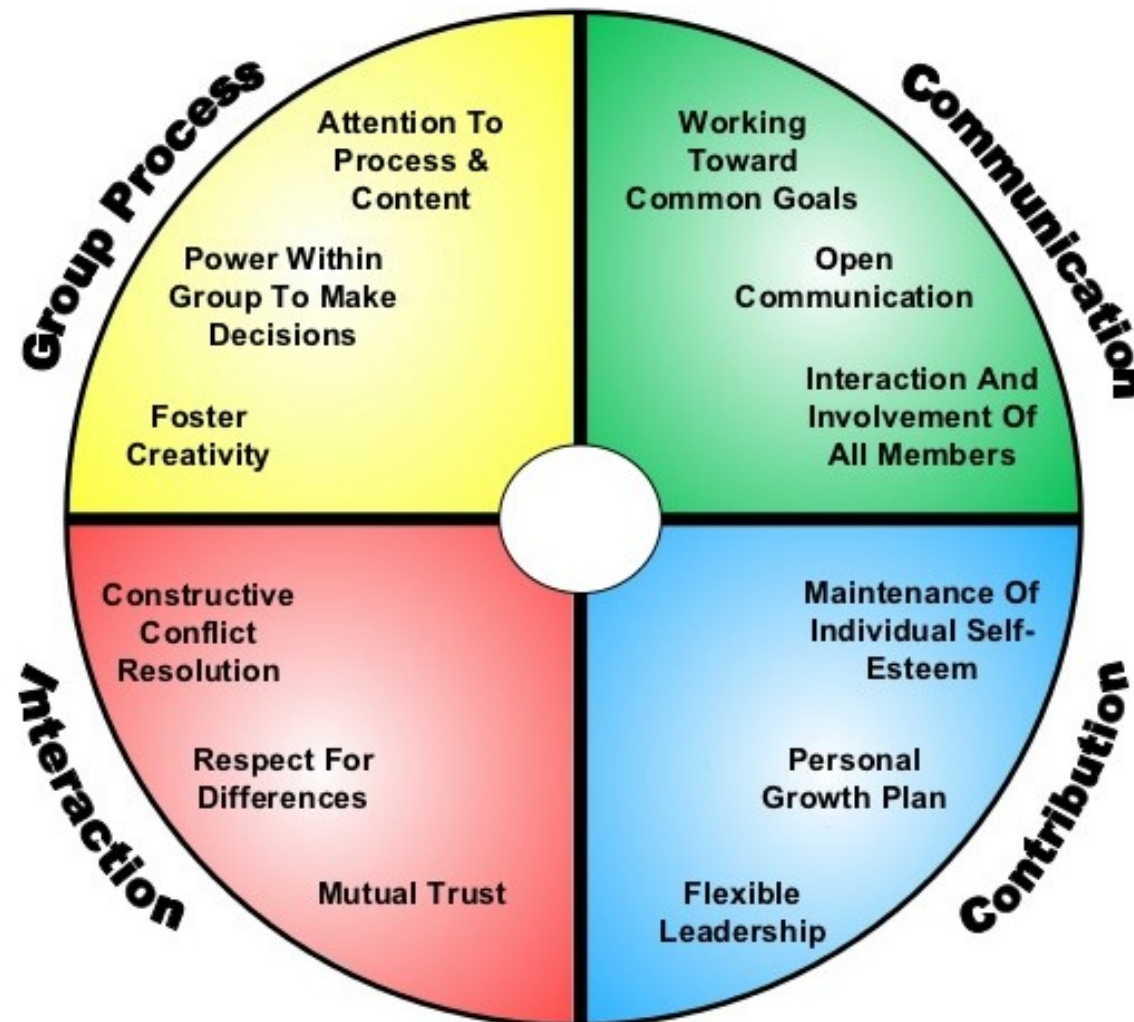 Group Process
Attention To
Process &
Content
Power Within
Group To Make
Decisions
Foster
Creativity
Communication
Working
Toward
Common Goals
Open
Communication
Interaction And
Involvement Of
All Members
Interaction
Constructive
Conflict
Resolution
Respect For
Differences
Mutual Trust
Contribution
Maintenance Of
Individual Self-
Esteem
Personal
Growth Plan
Flexible
Leadership